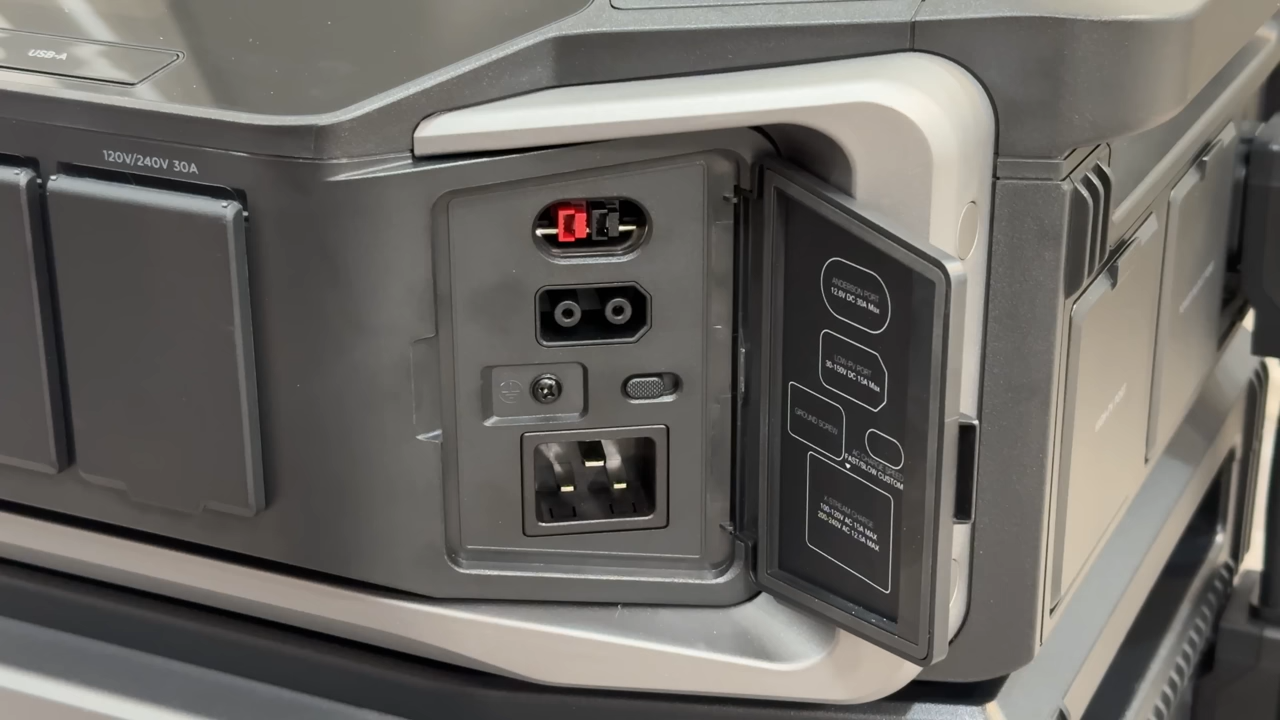 USB-A
120V/240V 30A
ANDERSON PORT
12.6V DC 30A Max
LOW-PV PORT
30-150V DC 15A Max
GROUND SCREW
AC CHARGE SPEED
FAST/SLOW CUSTOM
X-STREAM CHARGE
100-120V AC 15A MAX
200-240V AC 12.5A MAX